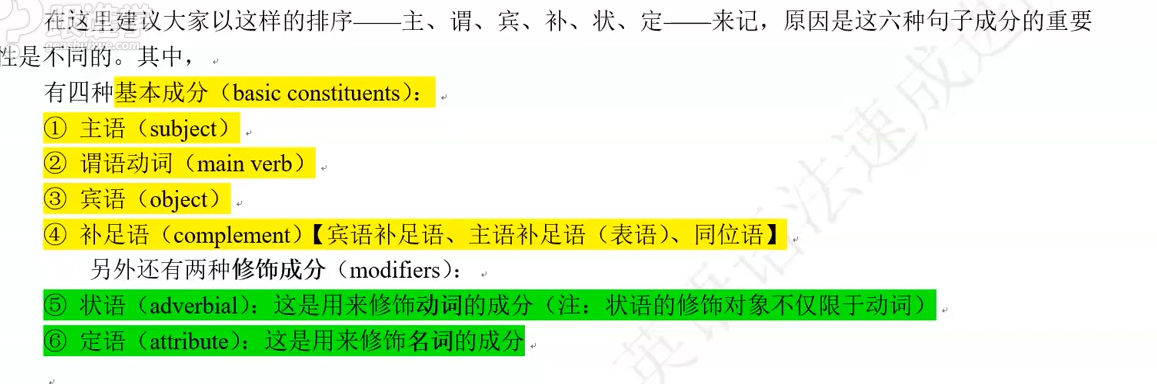 在这里建议大家以这样的排序——主、谓、宾、补、状、定——来记，原因是这六种句子成分的重要
性是不同的。其中，
有四种基本成分（basic constituents）：
① 主语（subject）
② 谓语动词（main verb）
③ 宾语（object）
④ 补足语（complement）【宾语补足语、主语补足语（表语）、同位语】
另外还有两种修饰成分（modifiers）：
⑤ 状语（adverbial）：这是用来修饰动词的成分（注：状语的修饰对象不仅限于动词）
⑥ 定语（attribute）：这是用来修饰名词的成分
英语语法速成